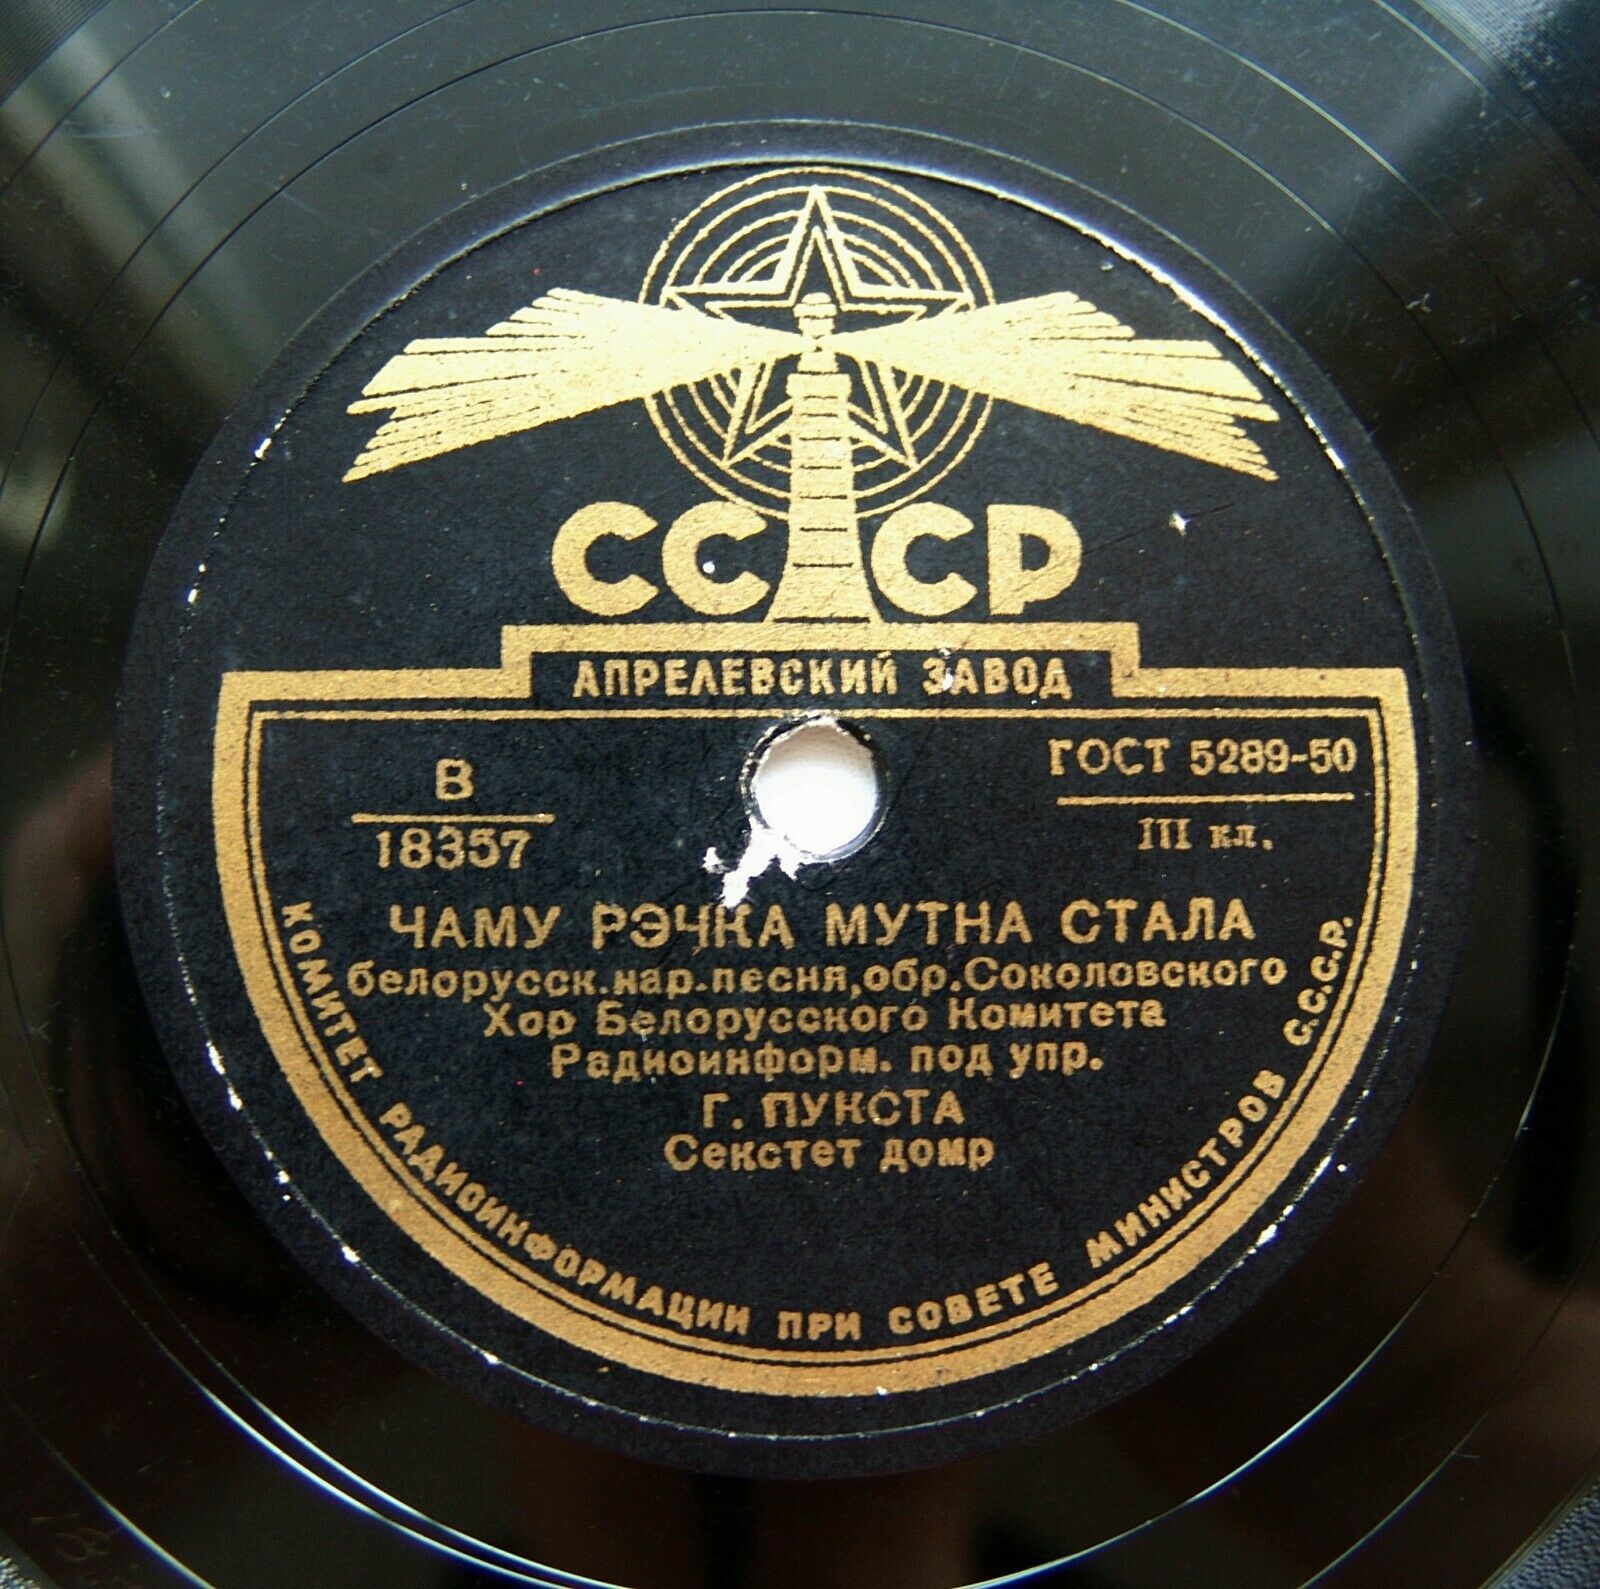 СССР
АПРЕЛЕВСКИЙ ЗАВОД
В
18357
ГОСТ 5289-50
III кл.
ЧАМУ РЭЧКА МУТНА СТАЛА
белорусск.нар.песня,обр.Соколовского
Хор Белорусского Комитета
Радиоинформ. под упр.
Г. ПУКСТА
Секстет домр
КОМИТЕТ РАДИОИНФОРМАЦИИ ПРИ СОВЕТЕ МИНИСТРОВ С.С.С.Р.